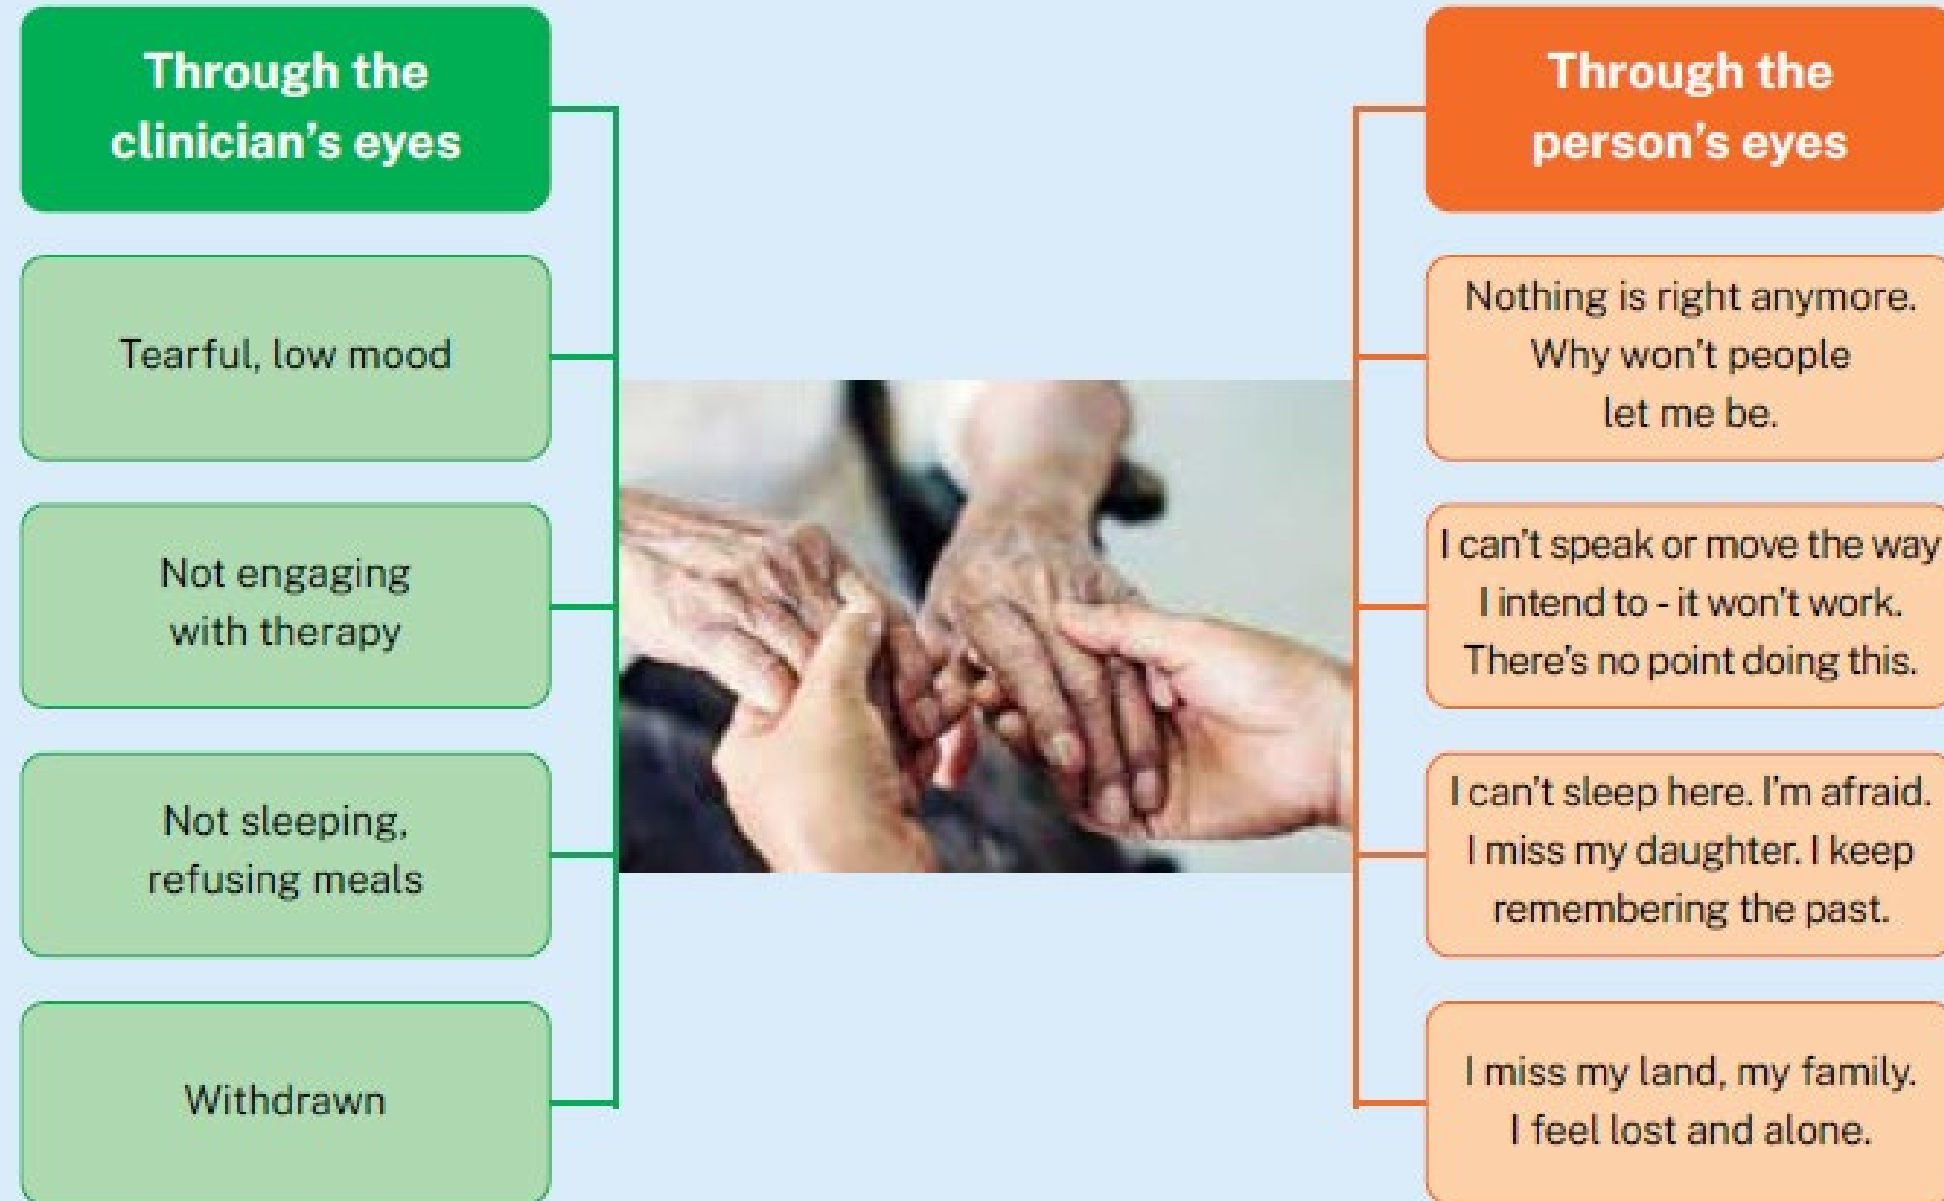 Through the
clinician's eyes
Tearful, low mood
Not engaging
with therapy
Not sleeping,
refusing meals
Withdrawn
Through the
person's eyes
Nothing is right anymore.
Why won't people
let me be.
I can't speak or move the way
I intend to - it won't work.
There's no point doing this.
I can't sleep here. I'm afraid.
I miss my daughter. I keep
remembering the past.
I miss my land, my family.
I feel lost and alone.